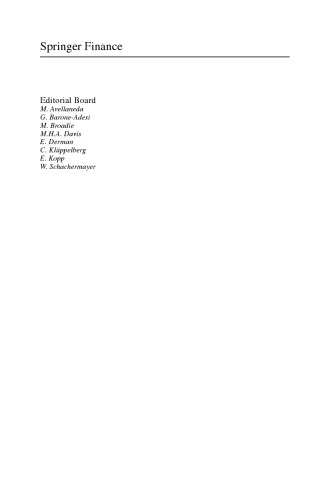 Springer Finance
Editorial Board
M. Avellaneda
G. Barone-Adesi
M. Broadie
M.H.A. Davis
E. Derman
C. Klüppelberg
E. Kopp
W. Schachermayer